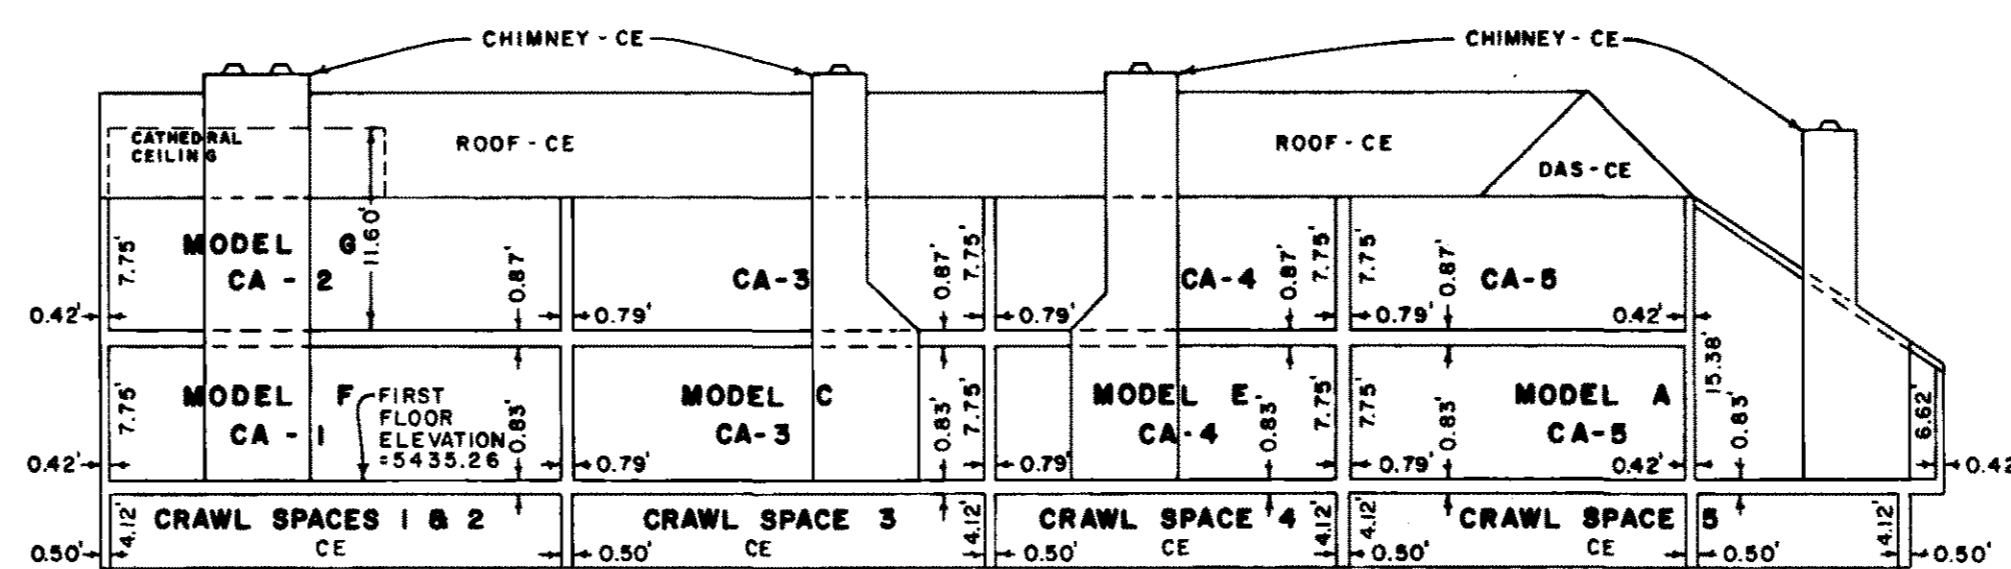 CHIMNEY - CE
CHIMNEY - CE
CATHEDRAL
CEILING
ROOF - CE
ROOF - CE
DAS - CE
11.60'
7.75'
MODEL G
CA - 2
0.87'
CA-3
0.87'
7.75'
CA-4
0.87'
7.75'
7.75'
0.87'
CA-5
0.42'
0.79'
0.79'
0.79'
0.42'
15.38'
7.75'
MODEL F
CA - 1
FIRST
FLOOR
ELEVATION
=5435.26
0.83'
MODEL C
CA-3
0.83'
7.75'
MODEL E
CA-4
0.83'
7.75'
7.75'
0.83'
MODEL A
CA-5
0.83'
6.62'
0.42'
0.79'
0.79'
0.79'
0.42'
0.42
4.12'
CRAWL SPACES 1 & 2
CE
CRAWL SPACE 3
CE
4.12'
CRAWL SPACE 4
CE
4.12'
4.12'
CRAWL SPACE 5
CE
4.12'
0.50'
0.50'
0.50'
0.50'
0.50'
0.50'